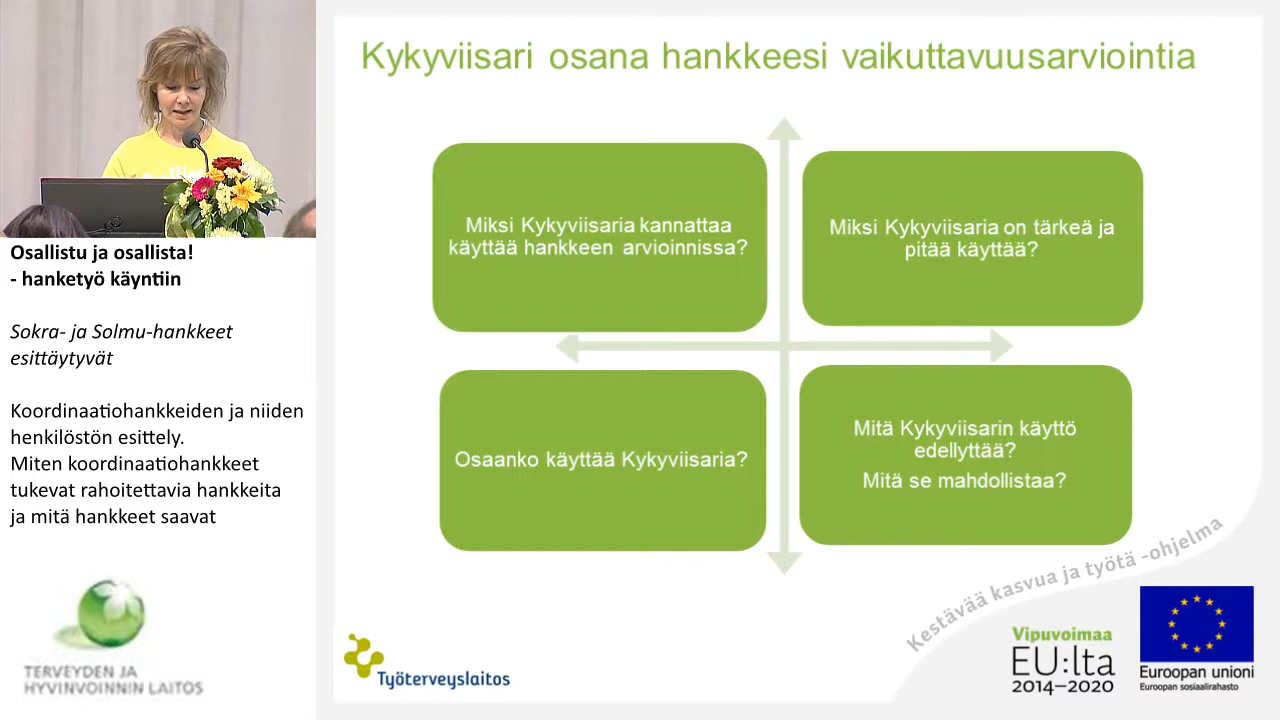 Kykyviisari osana hankkeesi vaikuttavuusarviointia
Miksi Kykyviisaria kannattaa
käyttää hankkeen arvioinnissa?
Miksi Kykyviisaria on tärkeä ja
pitää käyttää?
Osaanko käyttää Kykyviisaria?
Mitä Kykyviisarin käyttö
edellyttää?
Mitä se mahdollistaa?
Osallistu ja osallista!
- hanketyö käyntiin
Sokra- ja Solmu-hankkeet
esittäytyvät
Koordinaatiohankkeiden ja niiden
henkilöstön esittely.
Miten koordinaatiohankkeet
tukevat rahoitettavia hankkeita
ja mitä hankkeet saavat
TERVEYDEN JA
HYVINVOINNIN LAITOS
Työterveyslaitos
Kestävää kasvua ja työtä -ohjelma
Vipuvoimaa
EU:lta
2014–2020
Euroopan unioni
Euroopan sosiaalirahasto